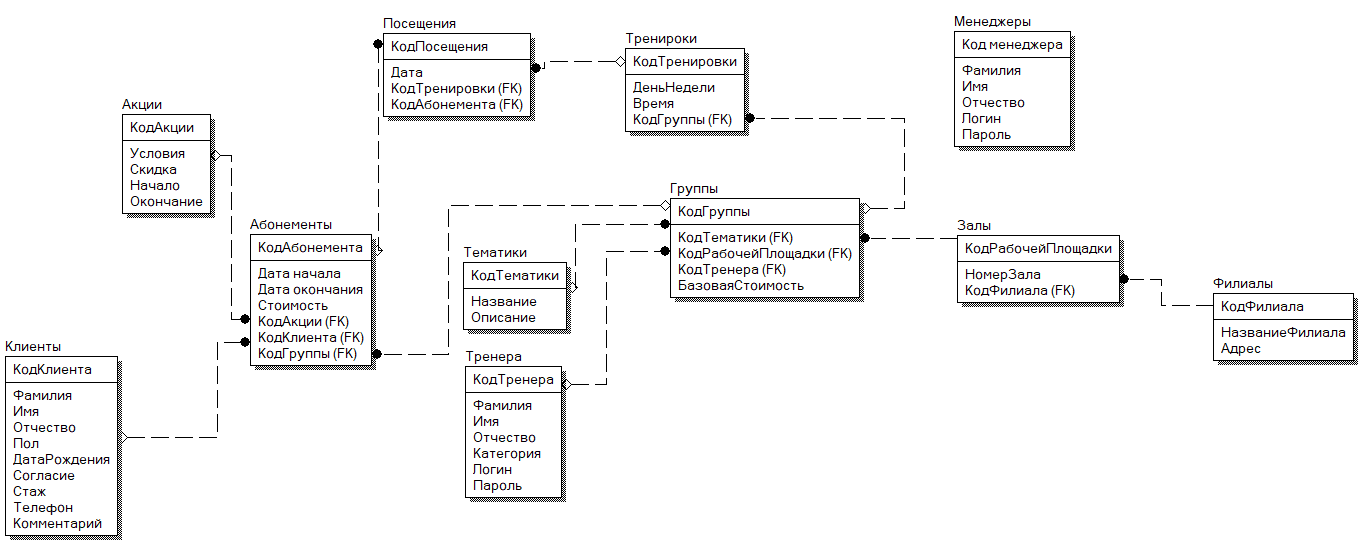 Посещения
КодПосещения
Дата
КодТренировки (FK)
КодАбонемента (FK)
Тренироки
КодТренировки
ДеньНедели
Время
КодГруппы (FK)
Менеджеры
Код менеджера
Фамилия
Имя
Отчество
Логин
Пароль
Акции
КодАкции
Условия
Скидка
Начало
Окончание
Абонементы
КодАбонемента
Дата начала
Дата окончания
Стоимость
КодАкции (FK)
КодКлиента (FK)
КодГруппы (FK)
Группы
КодГруппы
КодТематики (FK)
КодРабочейПлощадки (FK)
КодТренера (FK)
БазоваяСтоимость
Залы
КодРабочейПлощадки
НомерЗала
КодФилиала (FK)
Тематики
КодТематики
Название
Описание
Филиалы
КодФилиала
НазваниеФилиала
Адрес
Клиенты
КодКлиента
Фамилия
Имя
Отчество
Пол
ДатаРождения
Согласие
Стаж
Телефон
Комментарий
Тренера
КодТренера
Фамилия
Имя
Отчество
Категория
Логин
Пароль